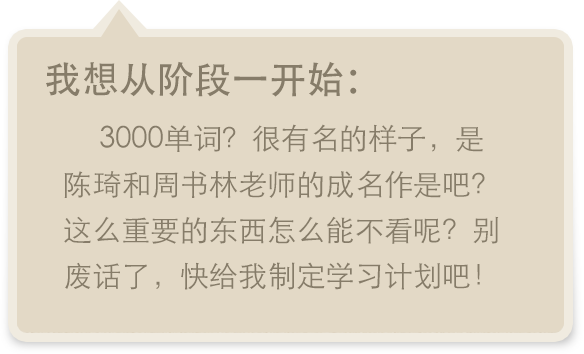 我想从阶段一开始：
3000单词？很有名的样子，是
陈琦和周书林老师的成名作是吧？
这么重要的东西怎么能不看呢？别
废话了，快给我制定学习计划吧！